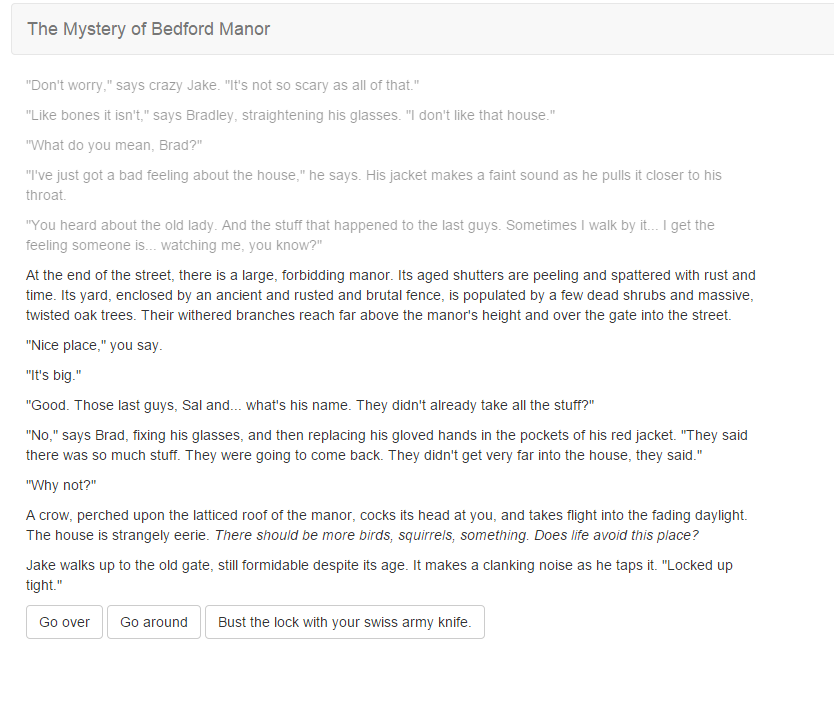 The Mystery of Bedford Manor
"Don't worry," says crazy Jake. "It's not so scary as all of that."
"Like bones it isn't," says Bradley, straightening his glasses. "I don't like that house."
"What do you mean, Brad?"
"I've just got a bad feeling about the house," he says. His jacket makes a faint sound as he pulls it closer to his
throat.
"You heard about the old lady. And the stuff that happened to the last guys. Sometimes I walk by it... I get the
feeling someone is... watching me, you know?"
At the end of the street, there is a large, forbidding manor. Its aged shutters are peeling and spattered with rust and
time. Its yard, enclosed by an ancient and rusted and brutal fence, is populated by a few dead shrubs and massive,
twisted oak trees. Their withered branches reach far above the manor's height and over the gate into the street.
"Nice place," you say.
"It's big."
"Good. Those last guys, Sal and... what's his name. They didn't already take all the stuff?"
"No," says Brad, fixing his glasses, and then replacing his gloved hands in the pockets of his red jacket. "They said
there was so much stuff. They were going to come back. They didn't get very far into the house, they said."
"Why not?"
A crow, perched upon the latticed roof of the manor, cocks its head at you, and takes flight into the fading daylight.
The house is strangely eerie. There should be more birds, squirrels, something. Does life avoid this place?
Jake walks up to the old gate, still formidable despite its age. It makes a clanking noise as he taps it. "Locked up
tight."
Go over Go around Bust the lock with your swiss army knife.